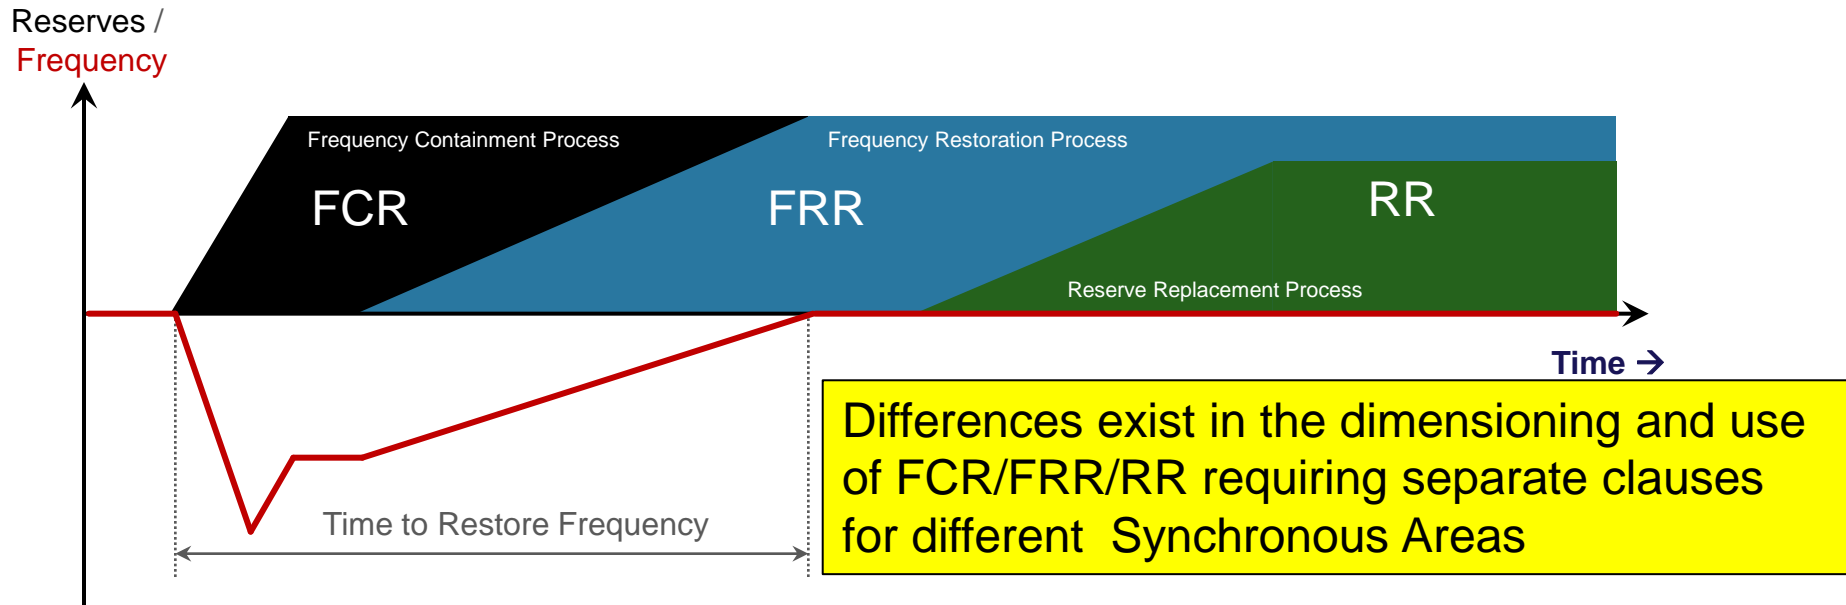 Reserves /
Frequency
Frequency Containment Process
Frequency Restoration Process
FCR
FRR
RR
Reserve Replacement Process
Time →
Time to Restore Frequency
Differences exist in the dimensioning and use
of FCR/FRR/RR requiring separate clauses
for different  Synchronous Areas